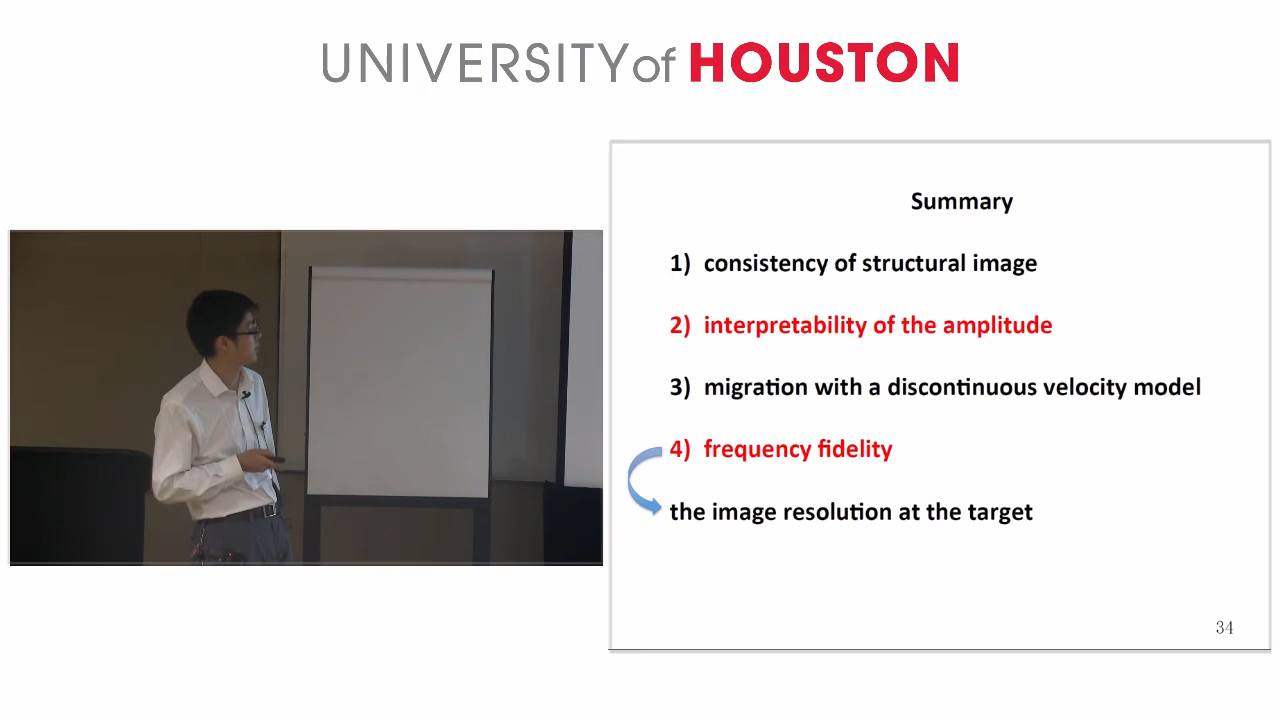 UNIVERSITY of HOUSTON
Summary
1) consistency of structural image
2) interpretability of the amplitude
3) migration with a discontinuous velocity model
4) frequency fidelity
the image resolution at the target
34